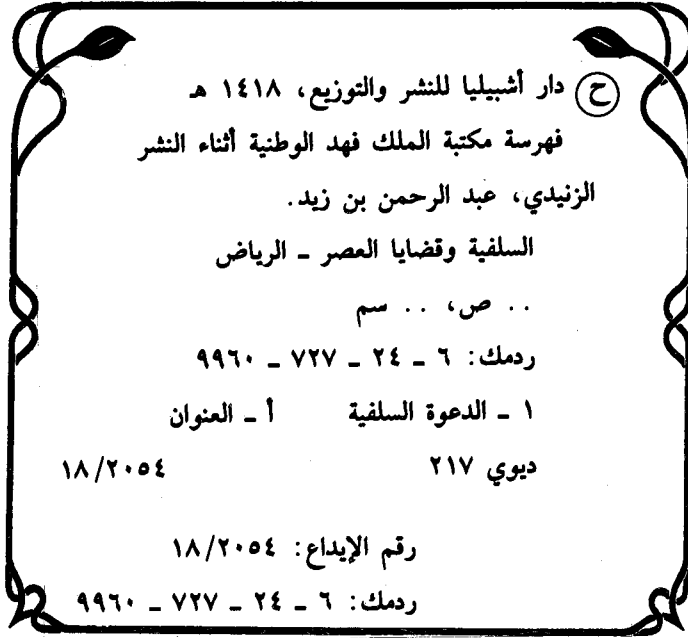 ح دار أشبيليا للنشر والتوزيع، ١٤١٨ هـ
فهرسة مكتبة الملك فهد الوطنية أثناء النشر
الزنيدي، عبد الرحمن بن زيد.
السلفية وقضايا العصر ـ الرياض
.. ص، .. سم
ردمك: ٦ ـ ٢٤ ـ ٧٢٧ ـ ٩٩٦٠
١ ـ الدعوة السلفية أ ـ العنوان
ديوي ٢١٧ ١٨/٢٠٥٤
رقم الإيداع: ١٨/٢٠٥٤
ردمك: ٦ ـ ٢٤ ـ ٧٢٧ ـ ٩٩٦٠